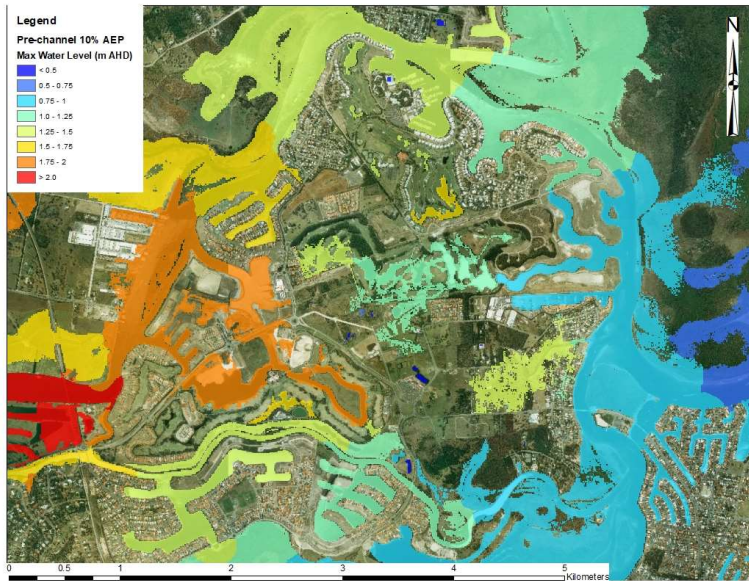 Legend
Pre-channel 10% AEP
Max Water Level (m AHD)
< 0.5
0.5 - 0.75
0.75 - 1
1.0 - 1.25
1.25 - 1.5
1.5 - 1.75
1.75 - 2
> 2.0
N
0 0.5 1 2 3 4 5
Kilometers